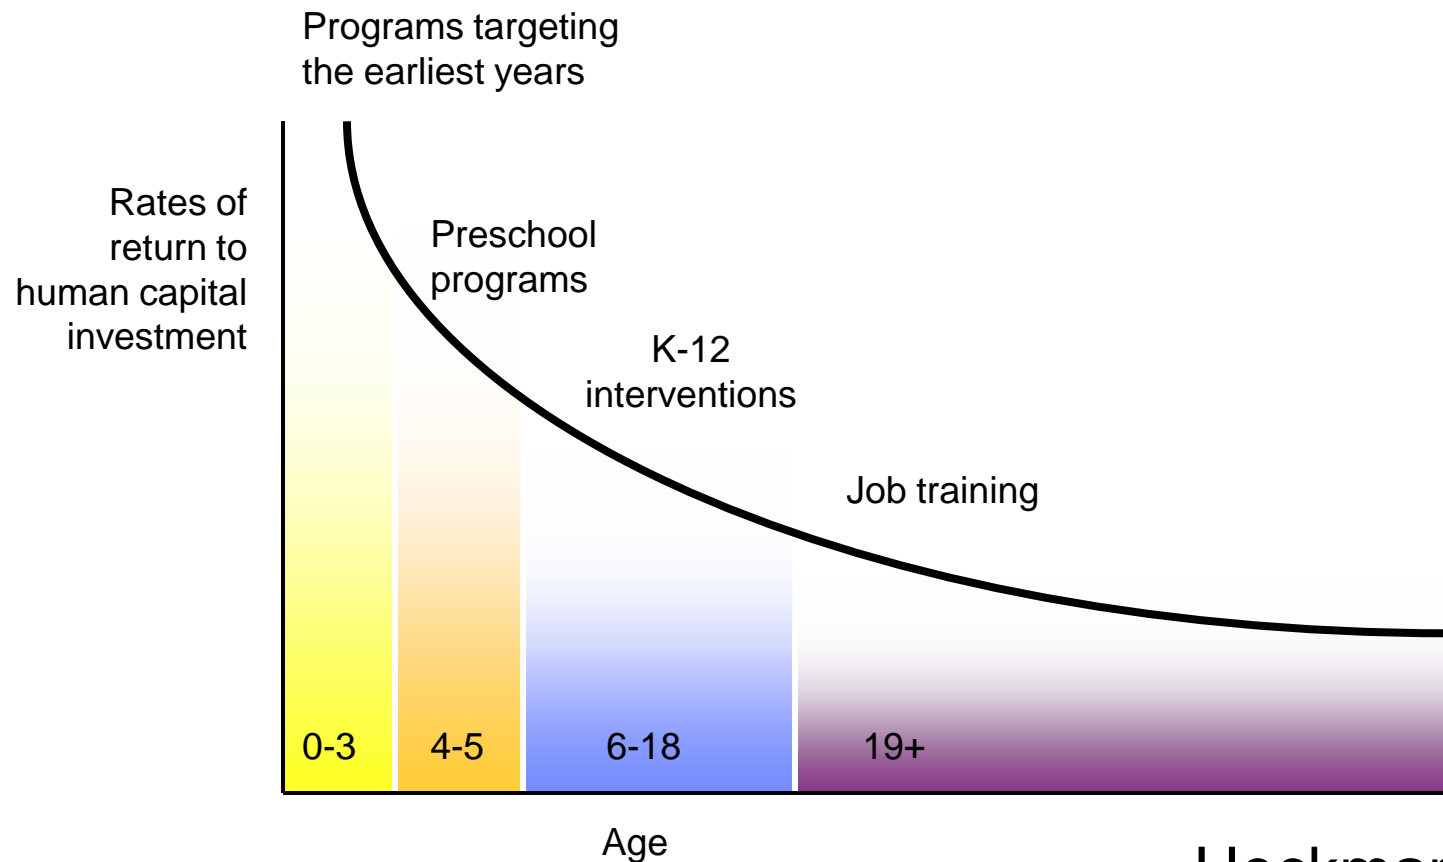 Programs targeting
the earliest years
Rates of
return to
human capital
investment
Preschool
programs
K-12
interventions
Job training
0-3
4-5
6-18
19+
Age